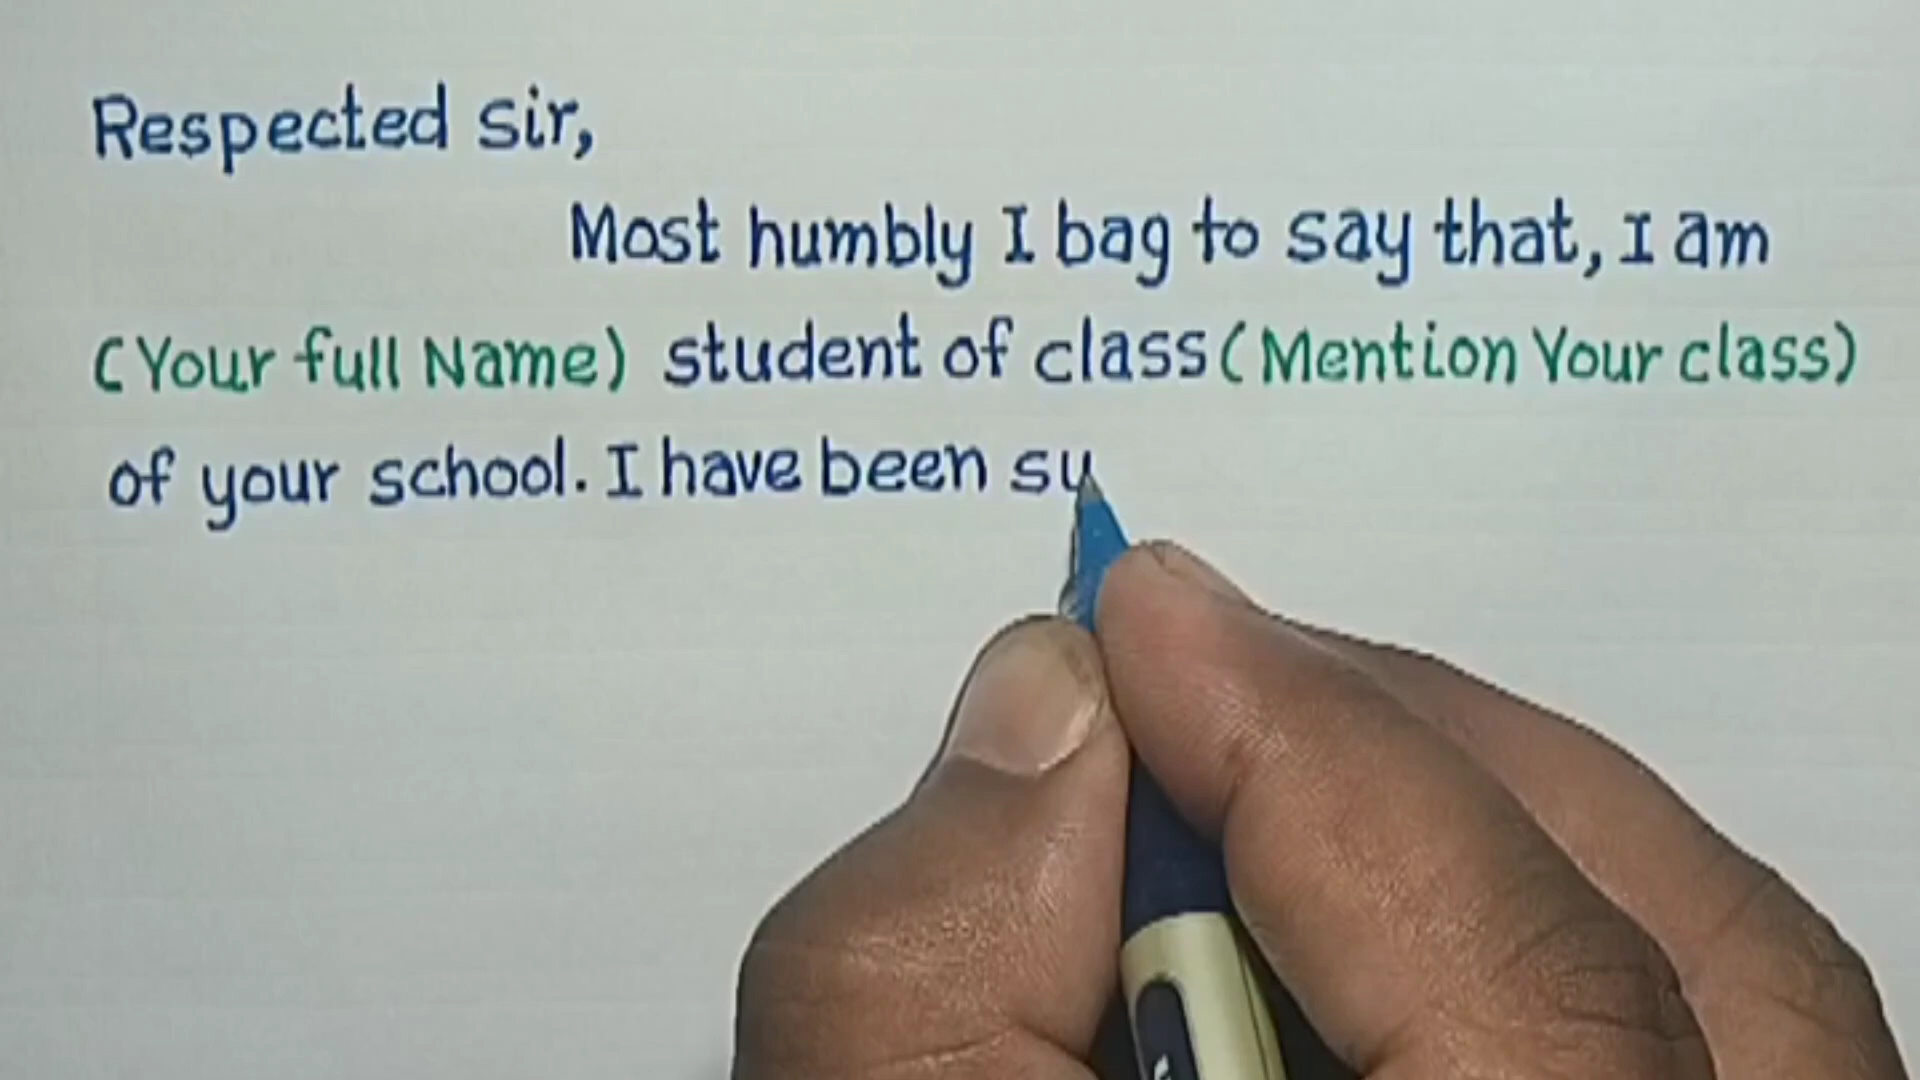 Respected sir,
Most humbly I bag to say that, I am
(Your full Name) student of class (Mention Your class)
of your school. I have been su